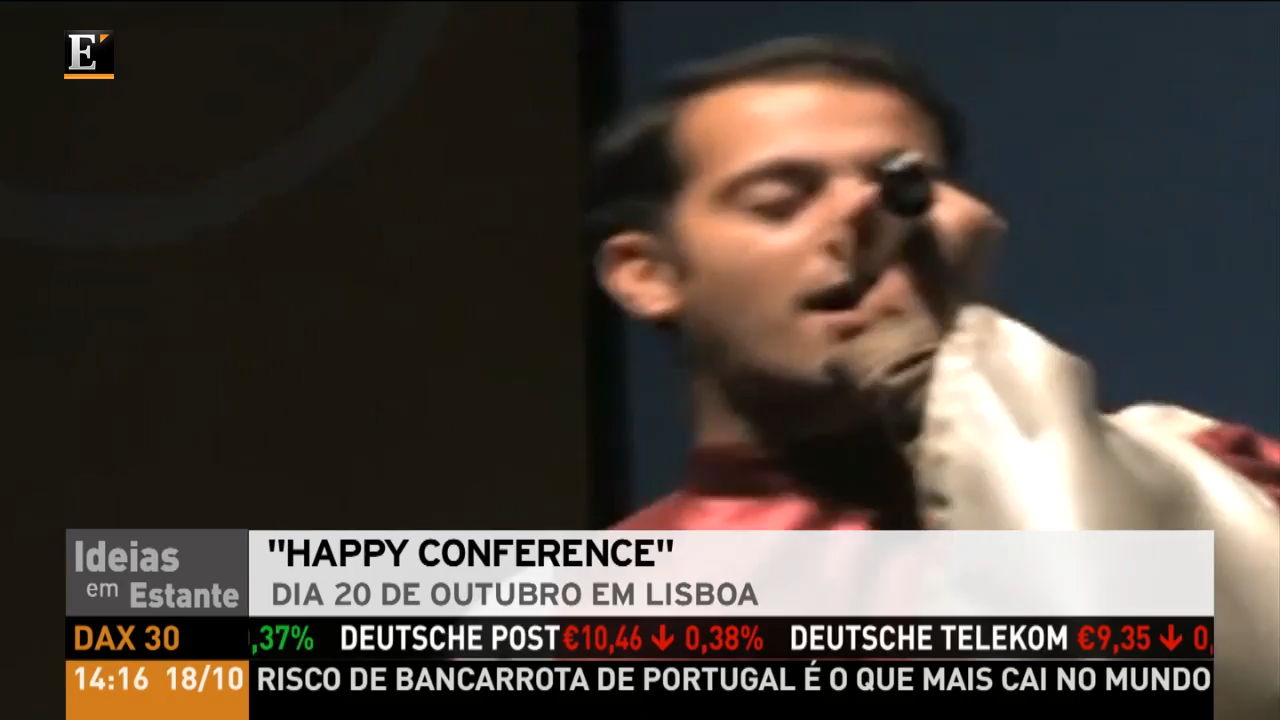 E
Ideias
em Estante
"HAPPY CONFERENCE"
DIA 20 DE OUTUBRO EM LISBOA
DAX 30 ,37% DEUTSCHE POST €10,46 ↓ 0,38% DEUTSCHE TELEKOM €9,35 ↓ 0,
14:16 18/10 RISCO DE BANCARROTA DE PORTUGAL É O QUE MAIS CAI NO MUNDO